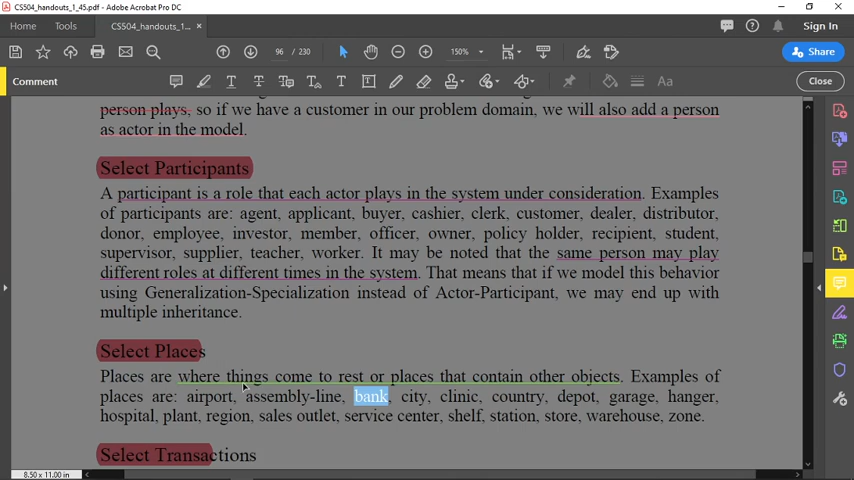 CS504_handouts_1_45.pdf - Adobe Acrobat Pro DC
Home Tools CS504_handouts_1... × Sign In
96 / 230 150% Share
Comment Aa Close
person plays, so if we have a customer in our problem domain, we will also add a person
as actor in the model.
Select Participants
A participant is a role that each actor plays in the system under consideration. Examples
of participants are: agent, applicant, buyer, cashier, clerk, customer, dealer, distributor,
donor, employee, investor, member, officer, owner, policy holder, recipient, student,
supervisor, supplier, teacher, worker. It may be noted that the same person may play
different roles at different times in the system. That means that if we model this behavior
using Generalization-Specialization instead of Actor-Participant, we may end up with
multiple inheritance.
Select Places
Places are where things come to rest or places that contain other objects. Examples of
places are: airport, assembly-line, bank, city, clinic, country, depot, garage, hanger,
hospital, plant, region, sales outlet, service center, shelf, station, store, warehouse, zone.
Select Transactions
8.50 x 11.00 in